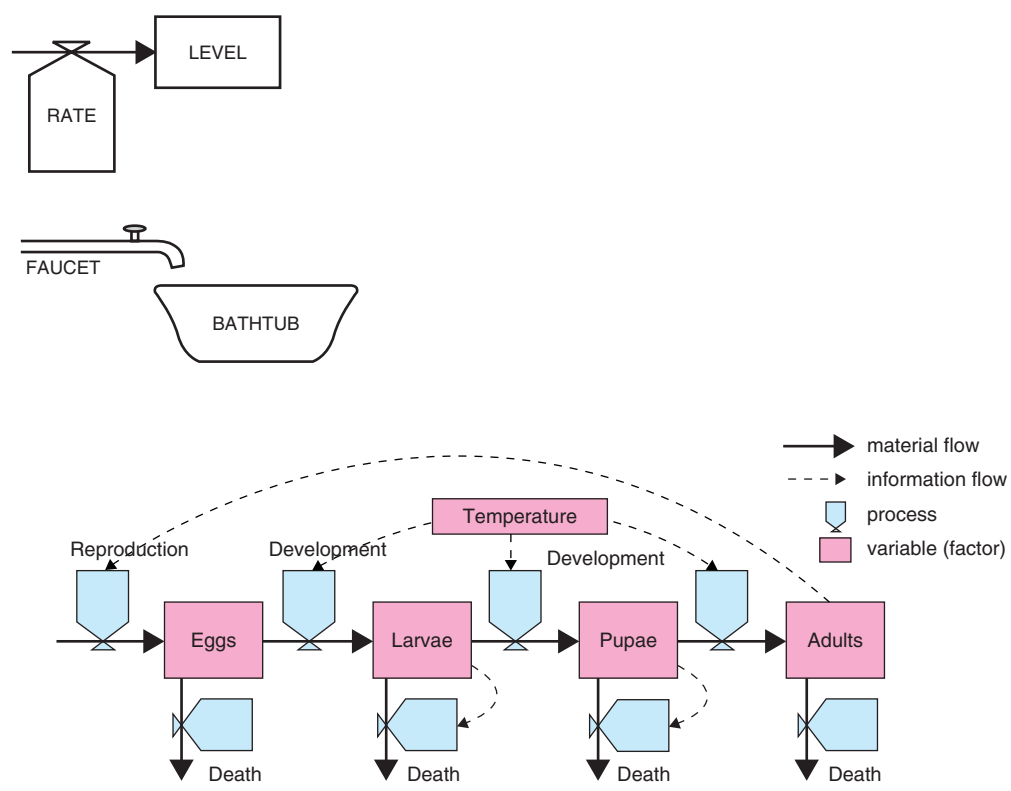 LEVEL
RATE
FAUCET
BATHTUB
material flow
information flow
process
variable (factor)
Temperature
Reproduction
Development
Development
Eggs
Larvae
Pupae
Adults
Death
Death
Death
Death